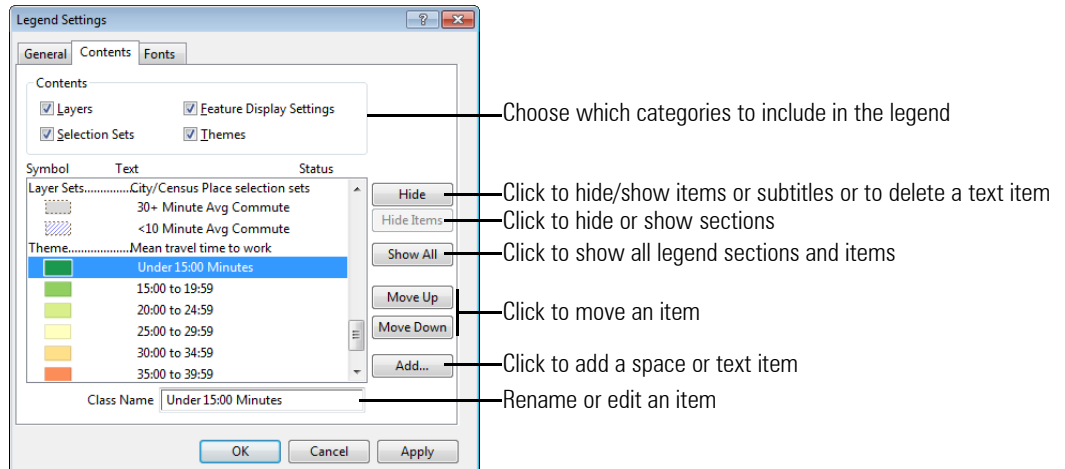 Legend Settings
General Contents Fonts
Contents
Layers Feature Display Settings
Selection Sets Themes
Choose which categories to include in the legend
Symbol Text Status
Layer Sets.............City/Census Place selection sets
30+ Minute Avg Commute
<10 Minute Avg Commute
Theme....................Mean travel time to work
Under 15:00 Minutes
15:00 to 19:59
20:00 to 24:59
25:00 to 29:59
30:00 to 34:59
35:00 to 39:59
Hide
Click to hide/show items or subtitles or to delete a text item
Hide Items
Click to hide or show sections
Show All
Click to show all legend sections and items
Move Up
Move Down
Click to move an item
Add...
Click to add a space or text item
Class Name Under 15:00 Minutes
Rename or edit an item
OK Cancel Apply